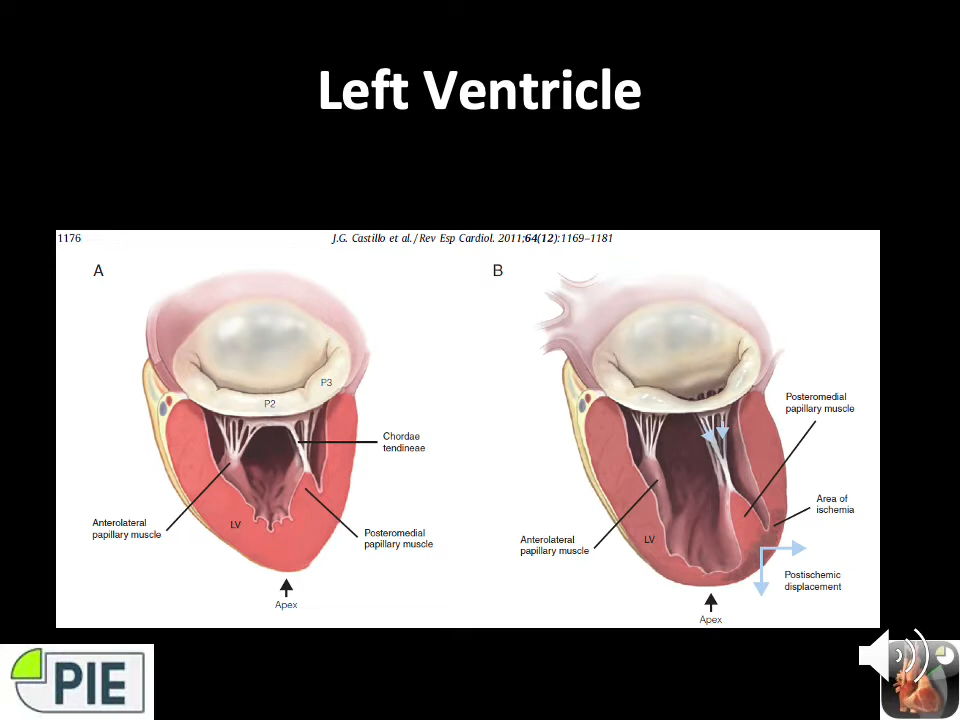 Left Ventricle
1176
J.G. Castillo et al. / Rev Esp Cardiol. 2011;64(12):1169–1181
A
P3
P2
Chordae
tendineae
Anterolateral
papillary muscle
LV
Posteromedial
papillary muscle
Apex
B
Posteromedial
papillary muscle
Area of
ischemia
Anterolateral
papillary muscle
LV
Postischemic
displacement
Apex
PIE